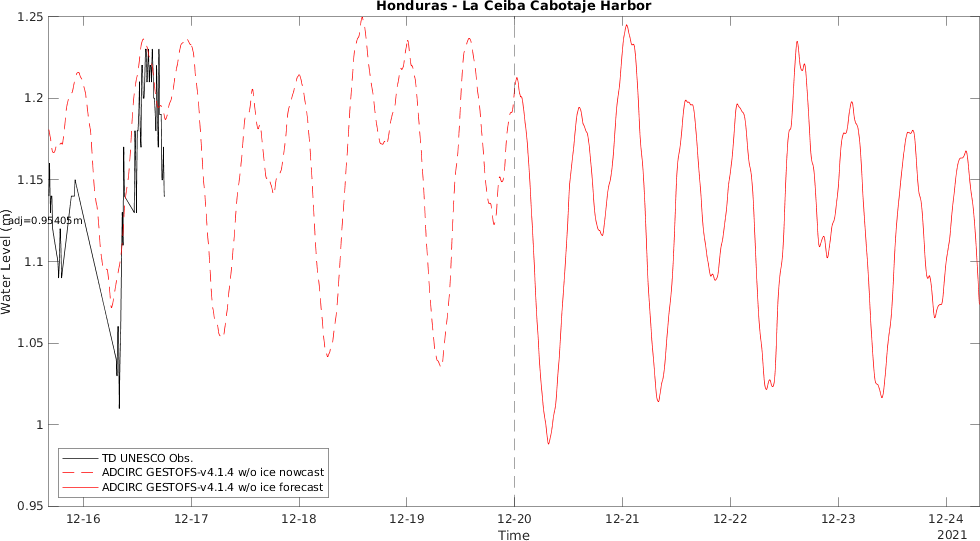 Honduras - La Ceiba Cabotaje Harbor
1.25
1.2
1.15
1.1
1.05
1
0.95
Water Level (m)
adj=0.95405m
TD UNESCO Obs.
ADCIRC GESTOFS-v4.1.4 w/o ice nowcast
ADCIRC GESTOFS-v4.1.4 w/o ice forecast
12-16 12-17 12-18 12-19 12-20 12-21 12-22 12-23 12-24
Time
2021